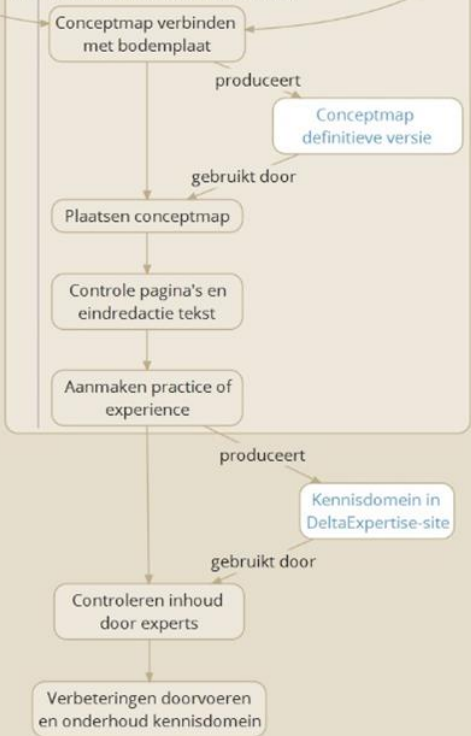 Conceptmap verbinden
met bodemplaat
produceert
Conceptmap
definitieve versie
gebruikt door
Plaatsen conceptmap
Controle pagina's en
eindredactie tekst
Aanmaken practice of
experience
produceert
Kennisdomein in
DeltaExpertise-site
gebruikt door
Controleren inhoud
door experts
Verbeteringen doorvoeren
en onderhoud kennisdomein